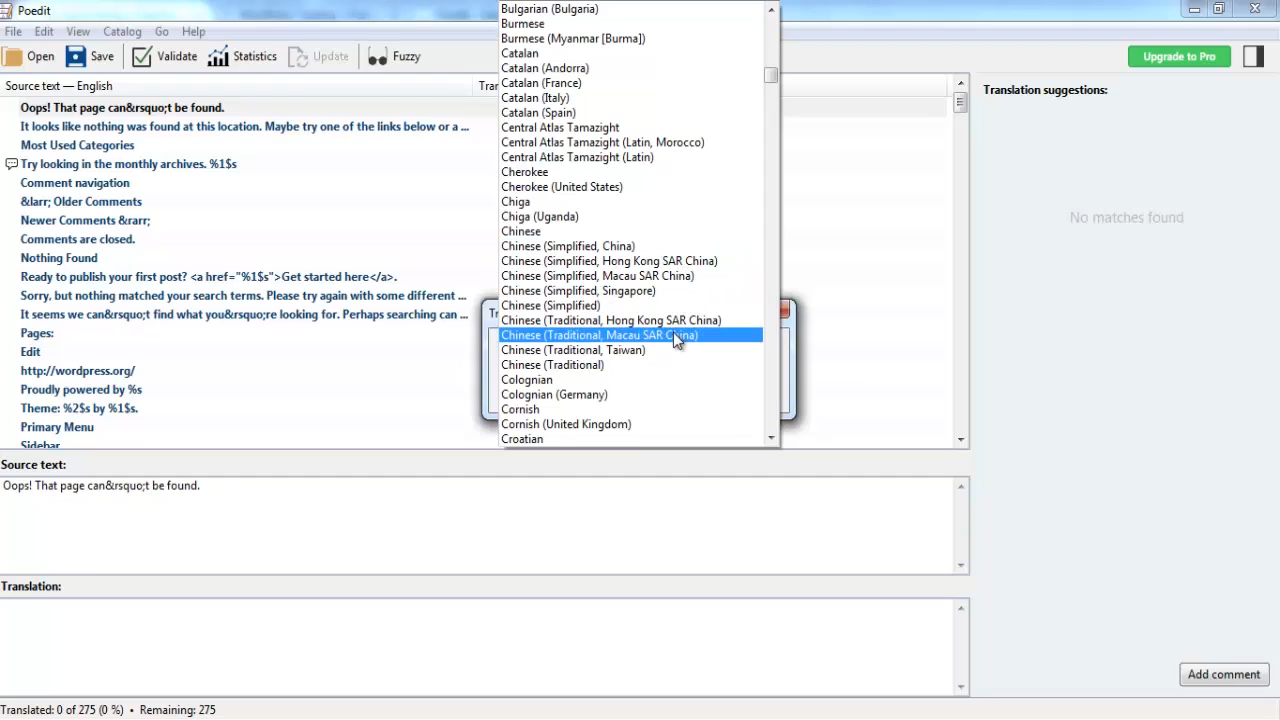 Poedit
File Edit View Catalog Go Help
Open Save Validate Statistics Update Fuzzy Upgrade to Pro
Source text — English
Oops! That page can&rsquo;t be found.
It looks like nothing was found at this location. Maybe try one of the links below or a ...
Most Used Categories
Try looking in the monthly archives. %1$s
Comment navigation
&larr; Older Comments
Newer Comments &rarr;
Comments are closed.
Nothing Found
Ready to publish your first post? <a href="%1$s">Get started here</a>.
Sorry, but nothing matched your search terms. Please try again with some different ...
It seems we can&rsquo;t find what you&rsquo;re looking for. Perhaps searching can ...
Pages:
Edit
http://wordpress.org/
Proudly powered by %s
Theme: %2$s by %1$s.
Primary Menu
Sidebar
Bulgarian (Bulgaria)
Burmese
Burmese (Myanmar [Burma])
Catalan
Catalan (Andorra)
Catalan (France)
Catalan (Italy)
Catalan (Spain)
Central Atlas Tamazight
Central Atlas Tamazight (Latin, Morocco)
Central Atlas Tamazight (Latin)
Cherokee
Cherokee (United States)
Chiga
Chiga (Uganda)
Chinese
Chinese (Simplified, China)
Chinese (Simplified, Hong Kong SAR China)
Chinese (Simplified, Macau SAR China)
Chinese (Simplified, Singapore)
Chinese (Simplified)
Chinese (Traditional, Hong Kong SAR China)
Chinese (Traditional, Macau SAR China)
Chinese (Traditional, Taiwan)
Chinese (Traditional)
Colognian
Colognian (Germany)
Cornish
Cornish (United Kingdom)
Croatian
Translation suggestions:
No matches found
Source text:
Oops! That page can&rsquo;t be found.
Translation:
Add comment
Translated: 0 of 275 (0 %) • Remaining: 275